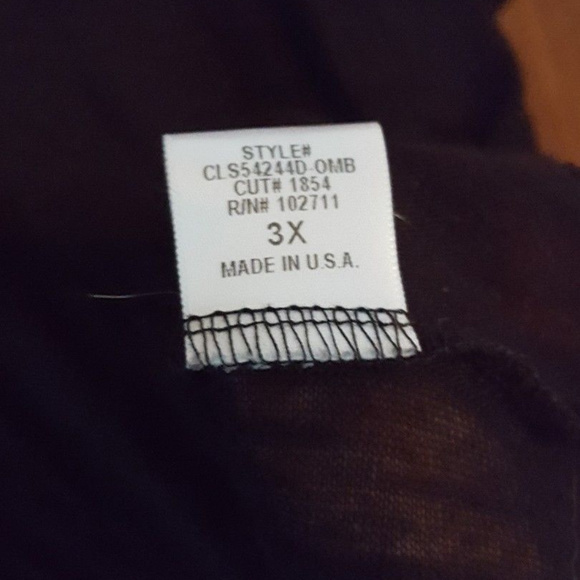 STYLE#
CLS54244D-OMB
CUT# 1854
R/N# 102711
3X
MADE IN U.S.A.